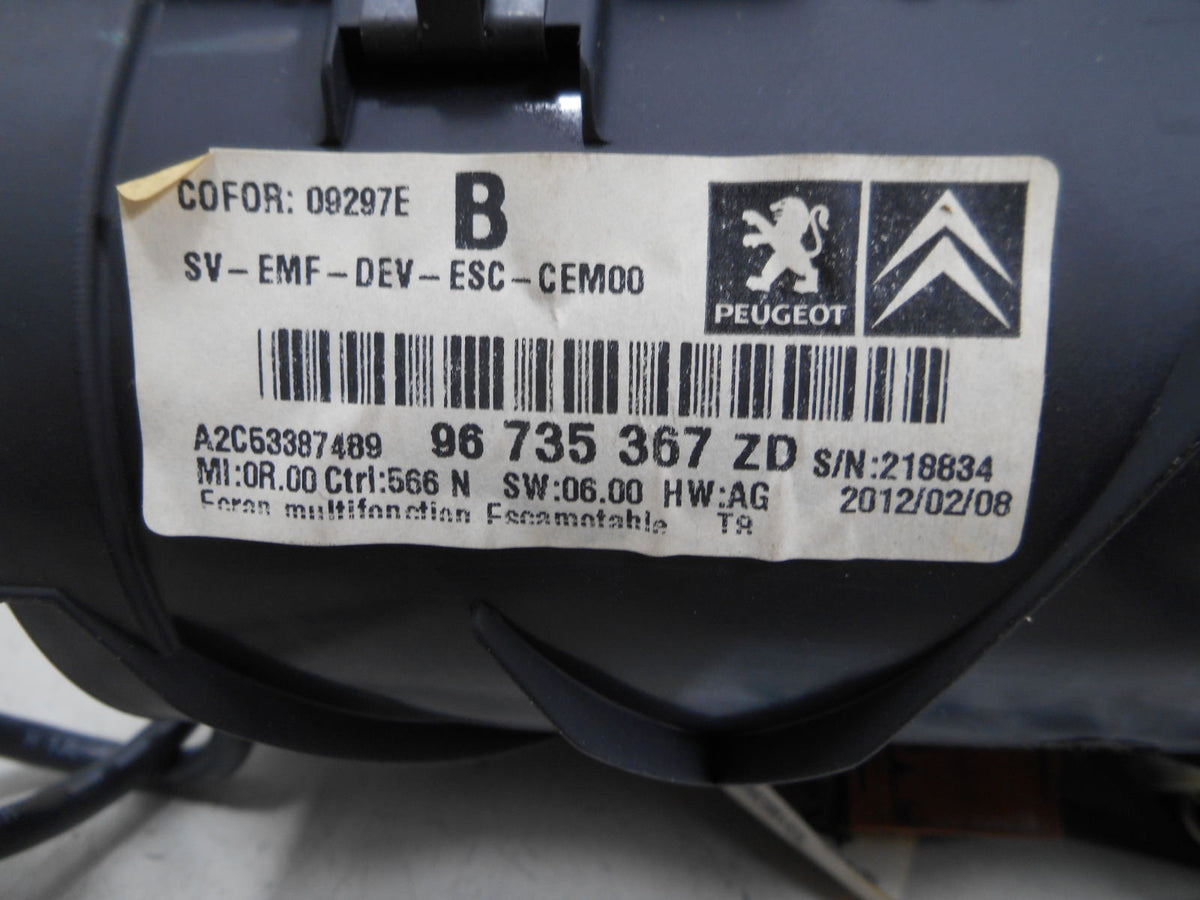 COFOR: 09297E B
SV-EMF-DEV-ESC-CEM00
PEUGEOT
A2C53387489 96 735 367 ZD S/N:218834
MI:0R.00 Ctrl:566 N SW:06.00 HW:AG 2012/02/08
Ecran multifonction Escamotable